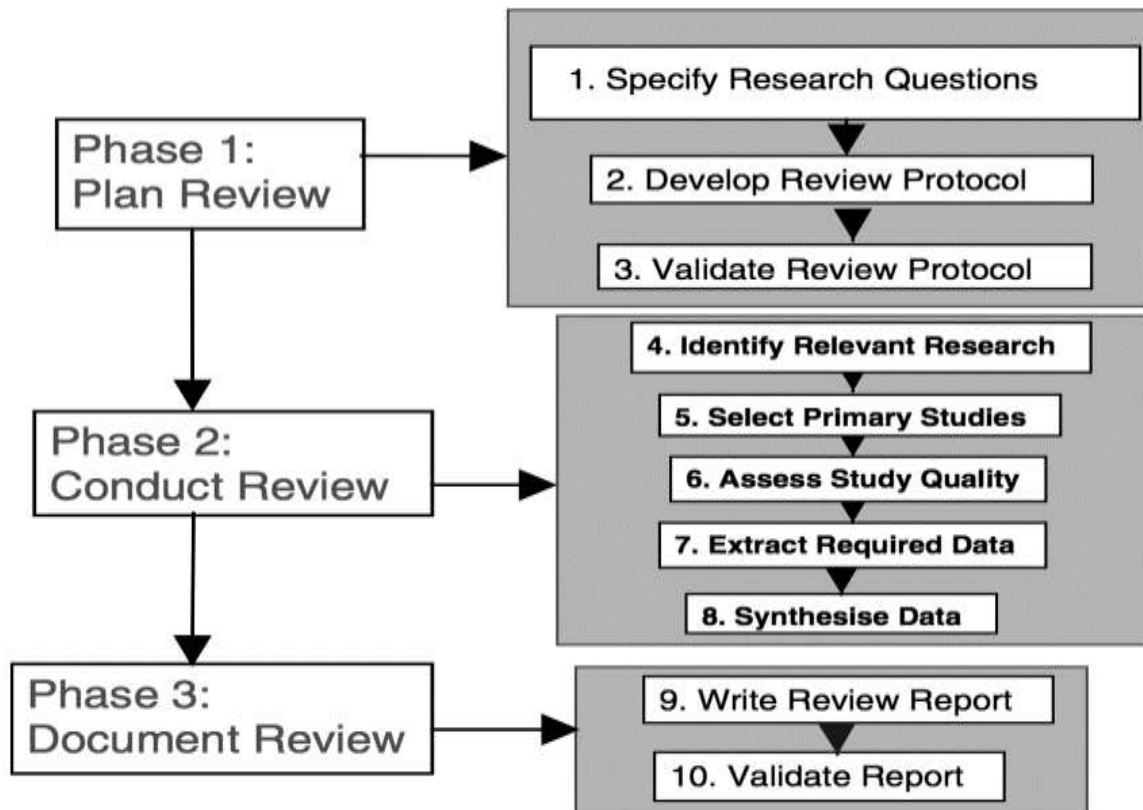 Phase 1:
Plan Review
1. Specify Research Questions
2. Develop Review Protocol
3. Validate Review Protocol
Phase 2:
Conduct Review
4. Identify Relevant Research
5. Select Primary Studies
6. Assess Study Quality
7. Extract Required Data
8. Synthesise Data
Phase 3:
Document Review
9. Write Review Report
10. Validate Report